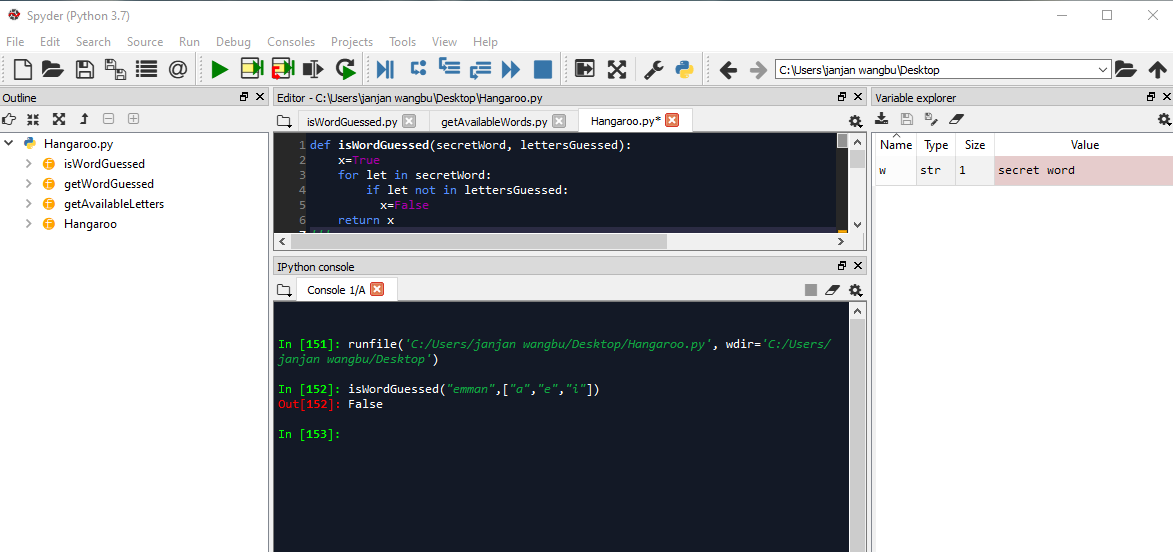 Spyder (Python 3.7)
File Edit Search Source Run Debug Consoles Projects Tools View Help
C:\Users\janjan wangbu\Desktop
Outline
Hangaroo.py
isWordGuessed
getWordGuessed
getAvailableLetters
Hangaroo
Editor - C:\Users\janjan wangbu\Desktop\Hangaroo.py
isWordGuessed.py getAvailableWords.py Hangaroo.py*
1 def isWordGuessed(secretWord, lettersGuessed):
2 x=True
3 for let in secretWord:
4 if let not in lettersGuessed:
5 x=False
6 return x
7 '''
IPython console
Console 1/A
In [151]: runfile('C:/Users/janjan wangbu/Desktop/Hangaroo.py', wdir='C:/Users/
janjan wangbu/Desktop')
In [152]: isWordGuessed("emman",["a","e","i"])
Out[152]: False
In [153]:
Variable explorer
Name Type Size Value
w str 1 secret word